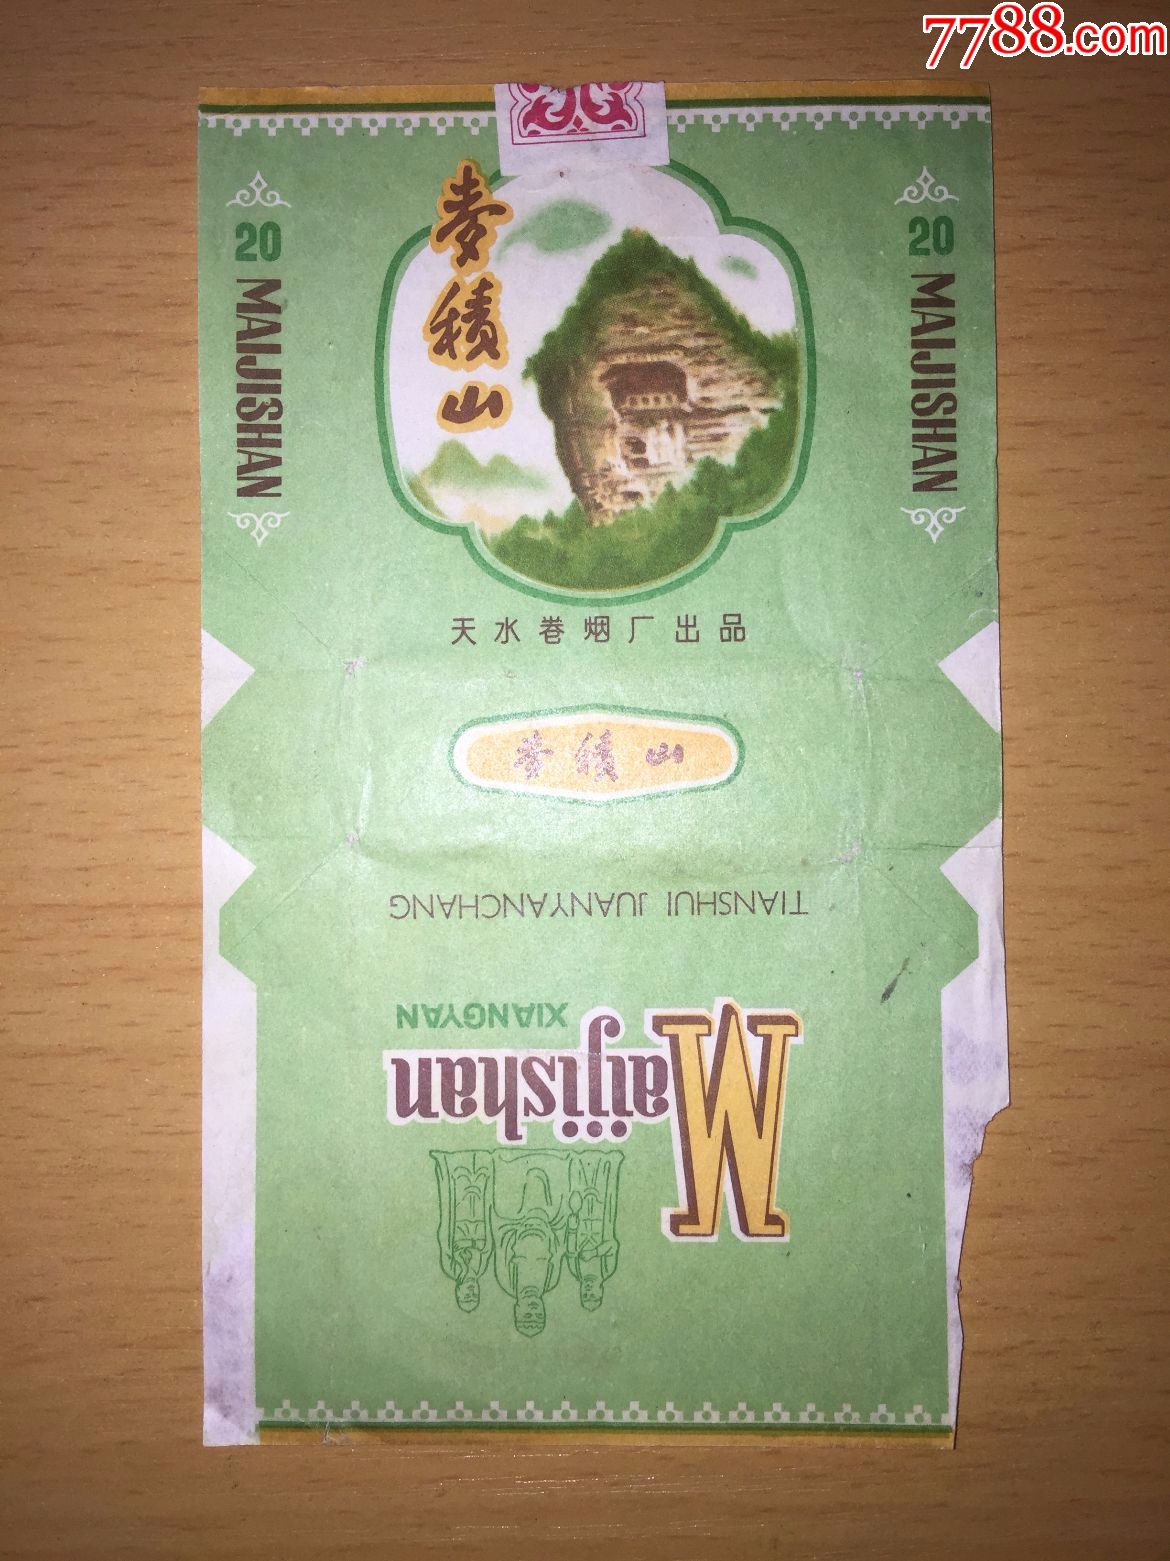 7788.com
麦积山
20 MAIJISHAN
20 MAIJISHAN
天水卷烟厂出品
麦积山
TIANSHUI JUANYANCHANG
XIANGYAN
Maijishan